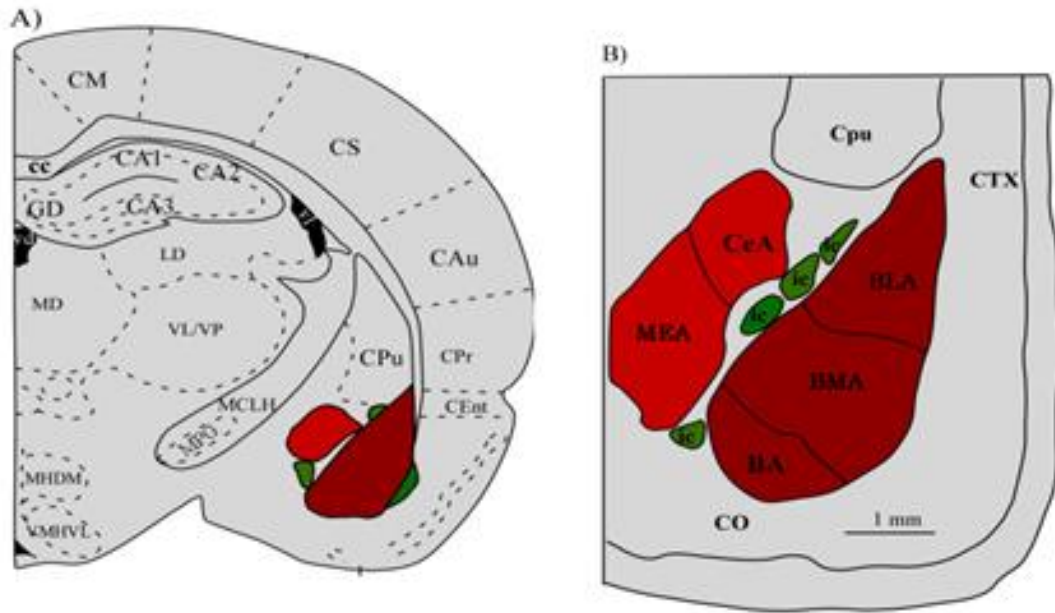 A)
CM
CS
cc
CA1
CA2
GD
CA3
LD
CAu
MD
VL/VP
CPu
CPr
MCLH
CEnt
MPO
MHDM
VMHVL
B)
Cpu
CTX
CeA
ic
ic
ic
BLA
MEA
BMA
ic
BA
CO
1 mm